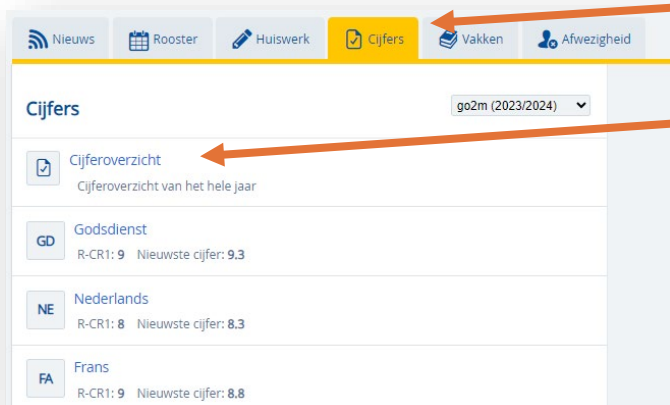 Nieuws Rooster Huiswerk Cijfers Vakken Afwezigheid
Cijfers go2m (2023/2024)
Cijferoverzicht
Cijferoverzicht van het hele jaar
GD Godsdienst
R-CR1: 9 Nieuwste cijfer: 9.3
NE Nederlands
R-CR1: 8 Nieuwste cijfer: 8.3
FA Frans
R-CR1: 9 Nieuwste cijfer: 8.8